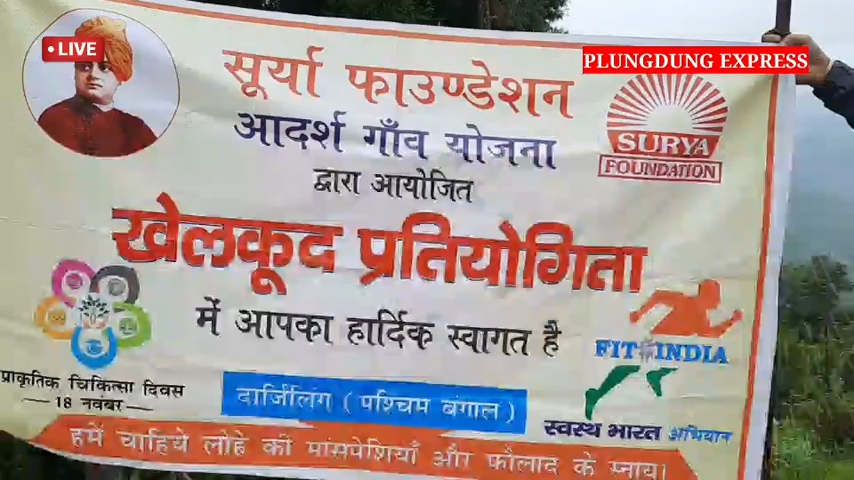 LIVE
PLUNGDUNG EXPRESS
सूर्या फाउण्डेशन
आदर्श गाँव योजना
द्वारा आयोजित
SURYA
FOUNDATION
खेलकूद प्रतियोगिता
में आपका हार्दिक स्वागत है
FIT INDIA
प्राकृतिक चिकित्सा दिवस
18 नवंबर
दार्जिलिंग (पश्चिम बंगाल)
स्वस्थ भारत अभियान
हमें चाहिये लोहे की मांसपेशियाँ और फौलाद के स्नायु।